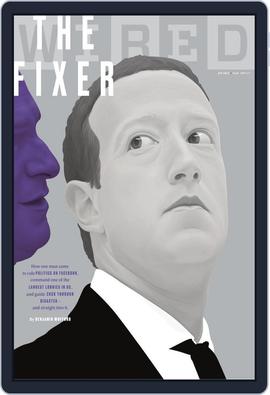 WIRED
THE
FIXER
How one man came
to rule POLITICS ON FACEBOOK,
command one of the
LARGEST LOBBIES IN DC,
and guide ZUCK THROUGH
DISASTER—
and straight into it.
By BENJAMIN WOFFORD